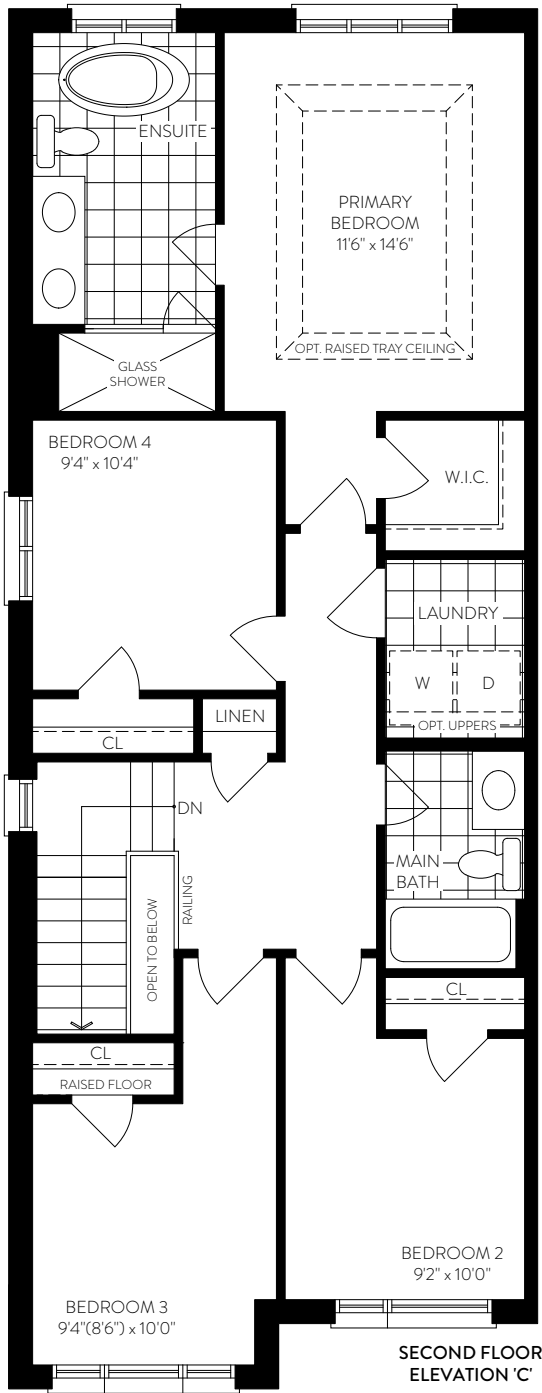 ENSUITE
PRIMARY
BEDROOM
11'6" x 14'6"
OPT. RAISED TRAY CEILING
GLASS
SHOWER
BEDROOM 4
9'4" x 10'4"
W.I.C.
LAUNDRY
W
D
OPT. UPPERS
LINEN
CL
DN
RAILING
OPEN TO BELOW
MAIN
BATH
CL
CL
RAISED FLOOR
BEDROOM 2
9'2" x 10'0"
BEDROOM 3
9'4"(8'6") x 10'0"
SECOND FLOOR
ELEVATION 'C'